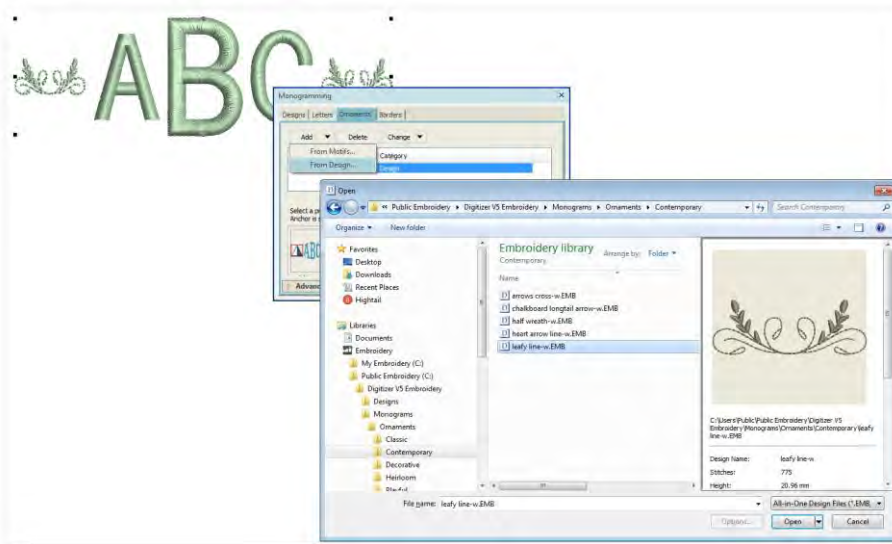 ABC
Monogramming
Designs | Letters | Ornaments | Borders |
Add ▼ Delete Change ▼
From Motifs...
From Design...
Category
Design
Select a p
Anchor is
ABC
Advan
Open
« Public Embroidery ▸ Digitizer V5 Embroidery ▸ Monograms ▸ Ornaments ▸ Contemporary
Search Contemporary
Organize ▼ New folder
Favorites
Desktop
Downloads
Recent Places
Hightail
Libraries
Documents
Embroidery
My Embroidery (C:)
Public Embroidery (C:)
Digitizer V5 Embroidery
Designs
Monograms
Ornaments
Classic
Contemporary
Decorative
Heirloom
Playful
Embroidery library
Contemporary
Arrange by: Folder ▼
Name
arrows cross-w.EMB
chalkboard longtail arrow-w.EMB
half wreath-w.EMB
heart arrow line-w.EMB
leafy line-w.EMB
C:\Users\Public\Public Embroidery\Digitizer V5
Embroidery\Monograms\Ornaments\Contemporary\leafy
line-w.EMB
Design Name: leafy line-w
Stitches: 775
Height: 20.96 mm
File name: leafy line-w.EMB
All-in-One Design Files (*.EMB,
Options... Open Cancel